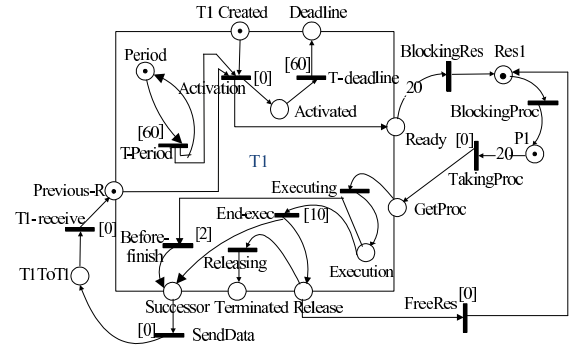 T1 Created
Deadline
Period
BlockingRes
Res1
[60]
[0]
Activation
T-deadline
20
Activated
BlockingProc
[60]
T-Period
Ready
[0]
P1
20
T1
TakingProc
Previous-R
Executing
GetProc
T1-receive
[0]
End-exec
[10]
Before-
finish
[2]
Releasing
Execution
T1ToT1
Successor
Terminated
Release
FreeRes
[0]
[0]
SendData